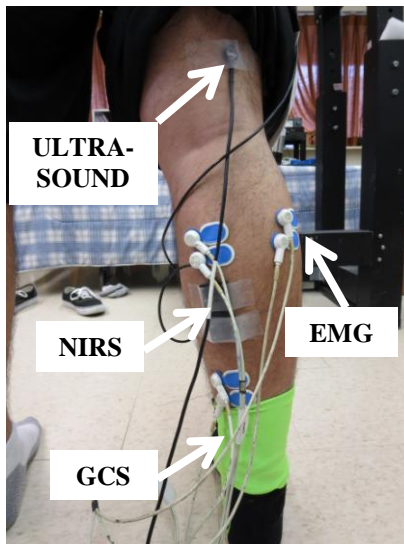 ULTRA-
SOUND
NIRS
EMG
GCS